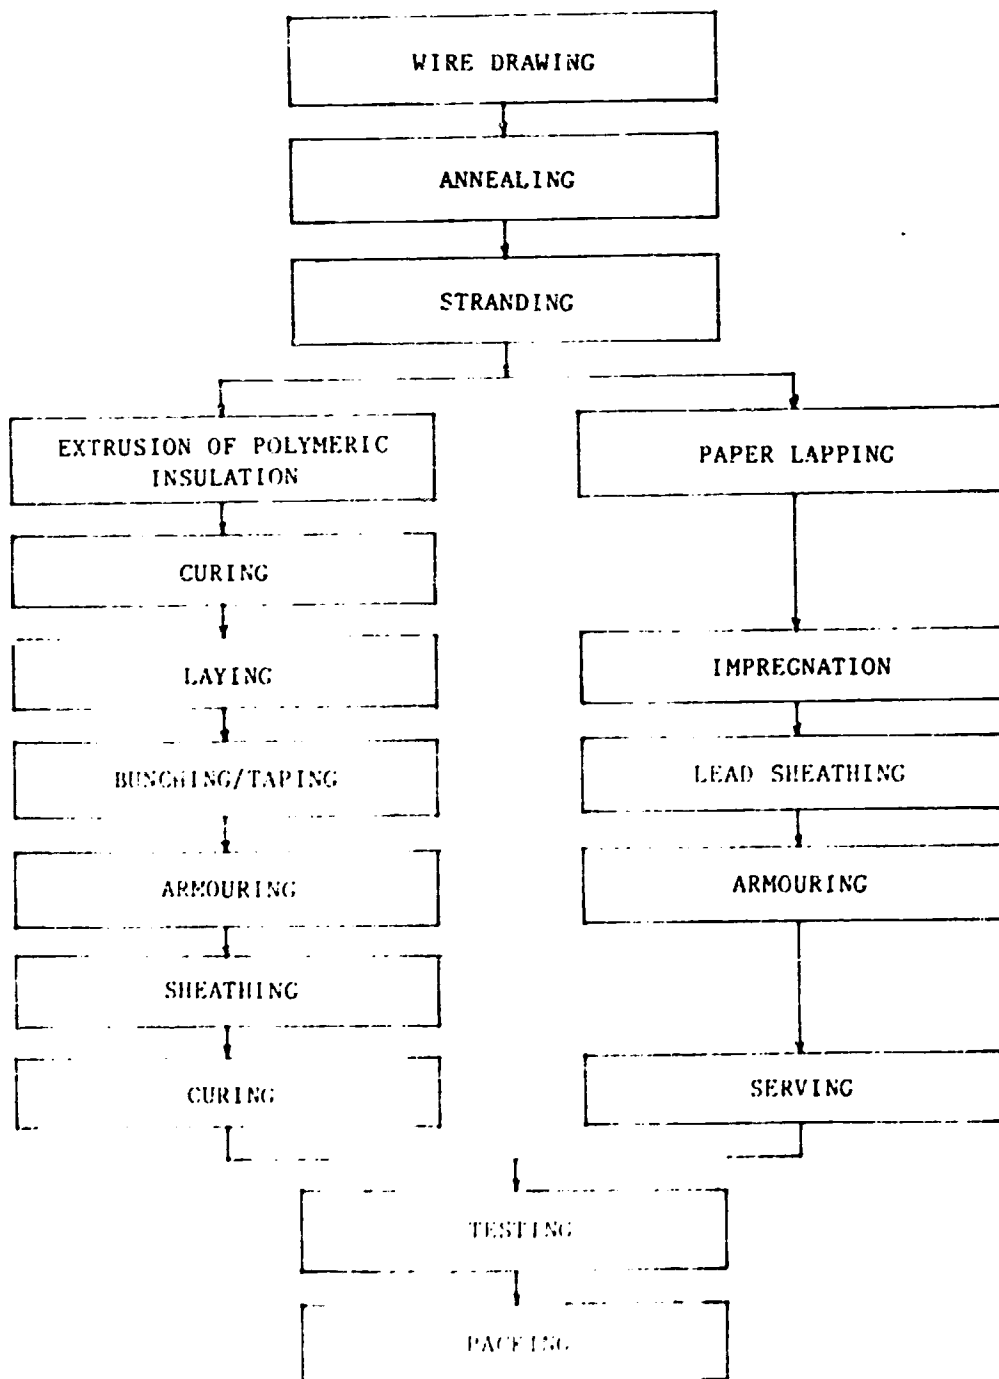 WIRE DRAWING
ANNEALING
STRANDING
EXTRUSION OF POLYMERIC
INSULATION
CURING
LAYING
BUNCHING/TAPING
ARMOURING
SHEATHING
CURING
PAPER LAPPING
IMPREGNATION
LEAD SHEATHING
ARMOURING
SERVING
TESTING
PACKING